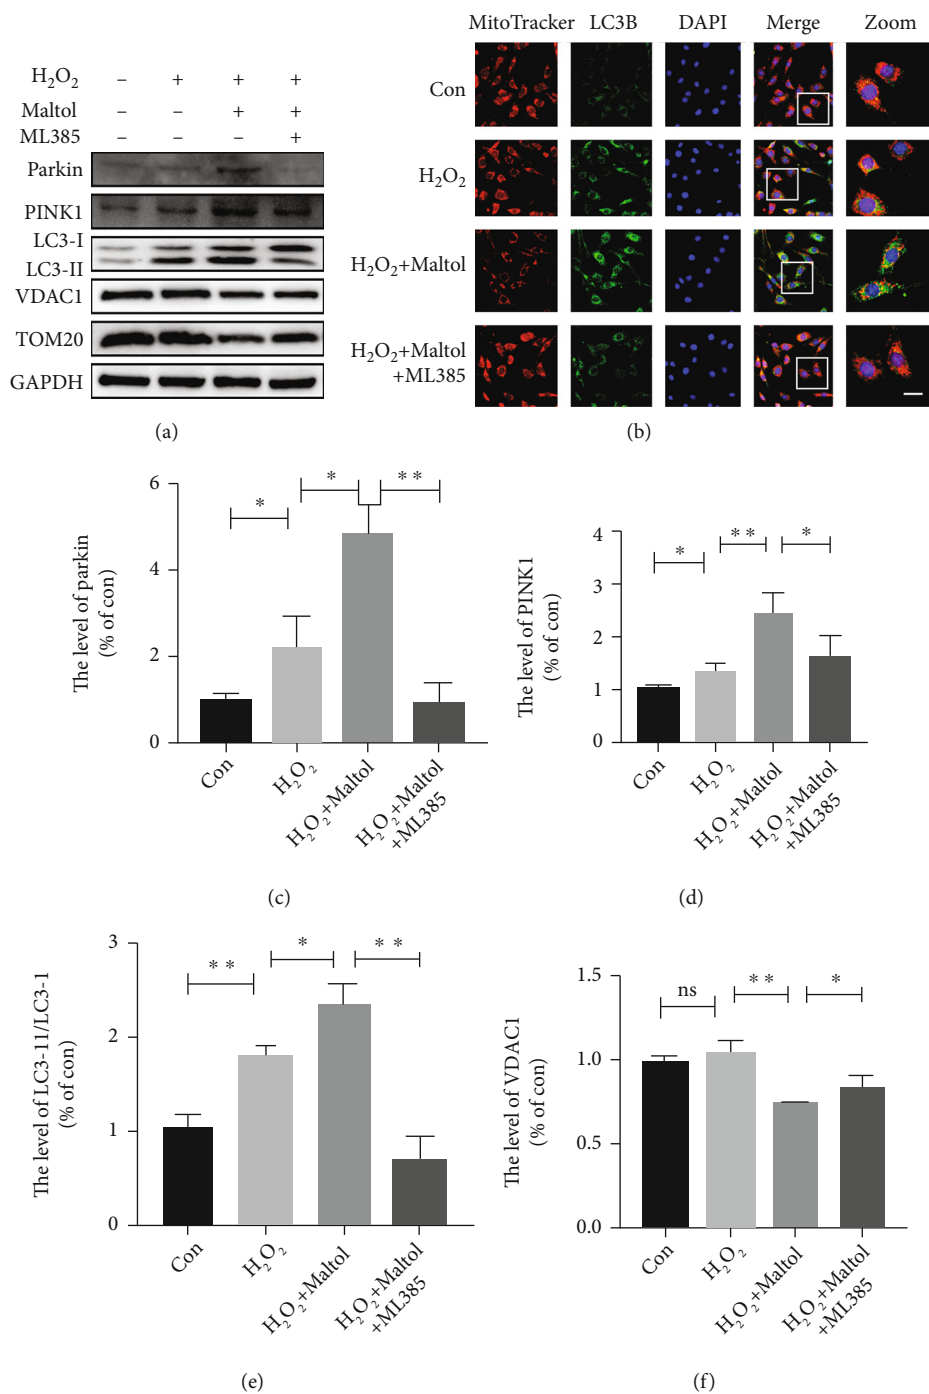 H₂O₂ – + + +
Maltol – – + +
ML385 – – – +
Parkin
PINK1
LC3-I
LC3-II
VDAC1
TOM20
GAPDH
(a)
MitoTracker LC3B DAPI Merge Zoom
Con
H₂O₂
H₂O₂+Maltol
H₂O₂+Maltol
+ML385
(b)
The level of parkin
(% of con)
6
4
2
0
* * **
Con
H₂O₂
H₂O₂+Maltol
H₂O₂+Maltol
+ML385
(c)
The level of PINK1
(% of con)
4
3
2
1
0
* ** *
Con
H₂O₂
H₂O₂+Maltol
H₂O₂+Maltol
+ML385
(d)
The level of LC3-11/LC3-1
(% of con)
3
2
1
0
** * **
Con
H₂O₂
H₂O₂+Maltol
H₂O₂+Maltol
+ML385
(e)
The level of VDAC1
(% of con)
1.5
1.0
0.5
0.0
ns ** *
Con
H₂O₂
H₂O₂+Maltol
H₂O₂+Maltol
+ML385
(f)